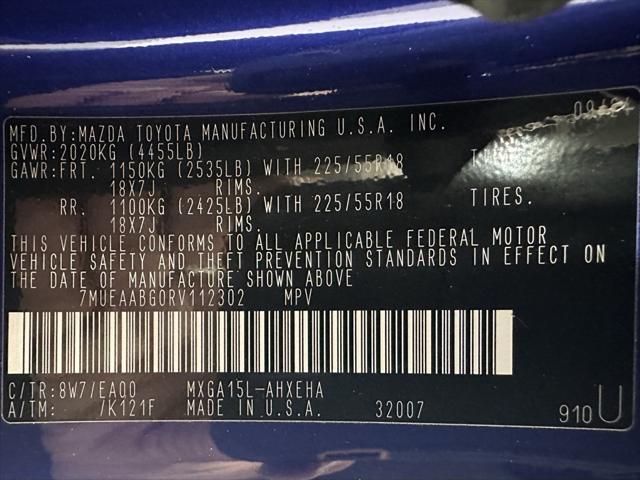 MFD.BY:MAZDA TOYOTA MANUFACTURING U.S.A. INC.
GVWR:2020KG (4455LB)
GAWR:FRT. 1150KG (2535LB) WITH 225/55R18 TIRES.
18X7J RIMS.
RR. 1100KG (2425LB) WITH 225/55R18 TIRES.
18X7J RIMS.
THIS VEHICLE CONFORMS TO ALL APPLICABLE FEDERAL MOTOR
VEHICLE SAFETY AND THEFT PREVENTION STANDARDS IN EFFECT ON
THE DATE OF MANUFACTURE SHOWN ABOVE
7MUEAABG0RV112302 MPV
C/TR:8W7/EA00 MXGA15L-AHXEHA
A/TM: /K121F MADE IN U.S.A. 32007 910U